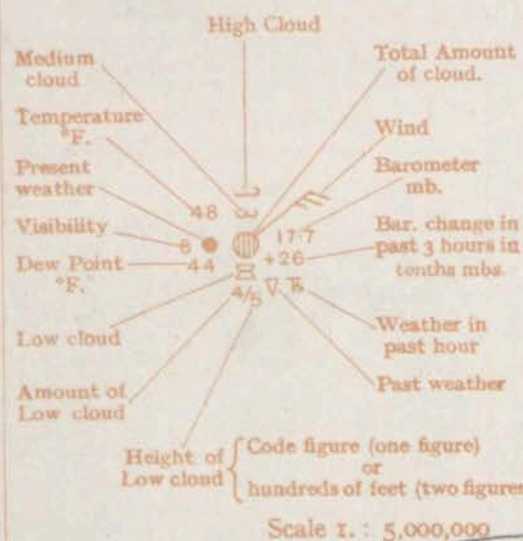 High Cloud
Medium
cloud
Total Amount
of cloud.
Temperature
°F.
Wind
Present
weather
Barometer
mb.
48
Visibility
8
17·7
Bar. change in
past 3 hours in
tenths mbs.
+26
Dew Point
°F.
44
4/5
Low cloud
Weather in
past hour
Amount of
Low cloud
Past weather
Height of
Low cloud
Code figure (one figure)
or
hundreds of feet (two figures
Scale 1. : 5,000,000